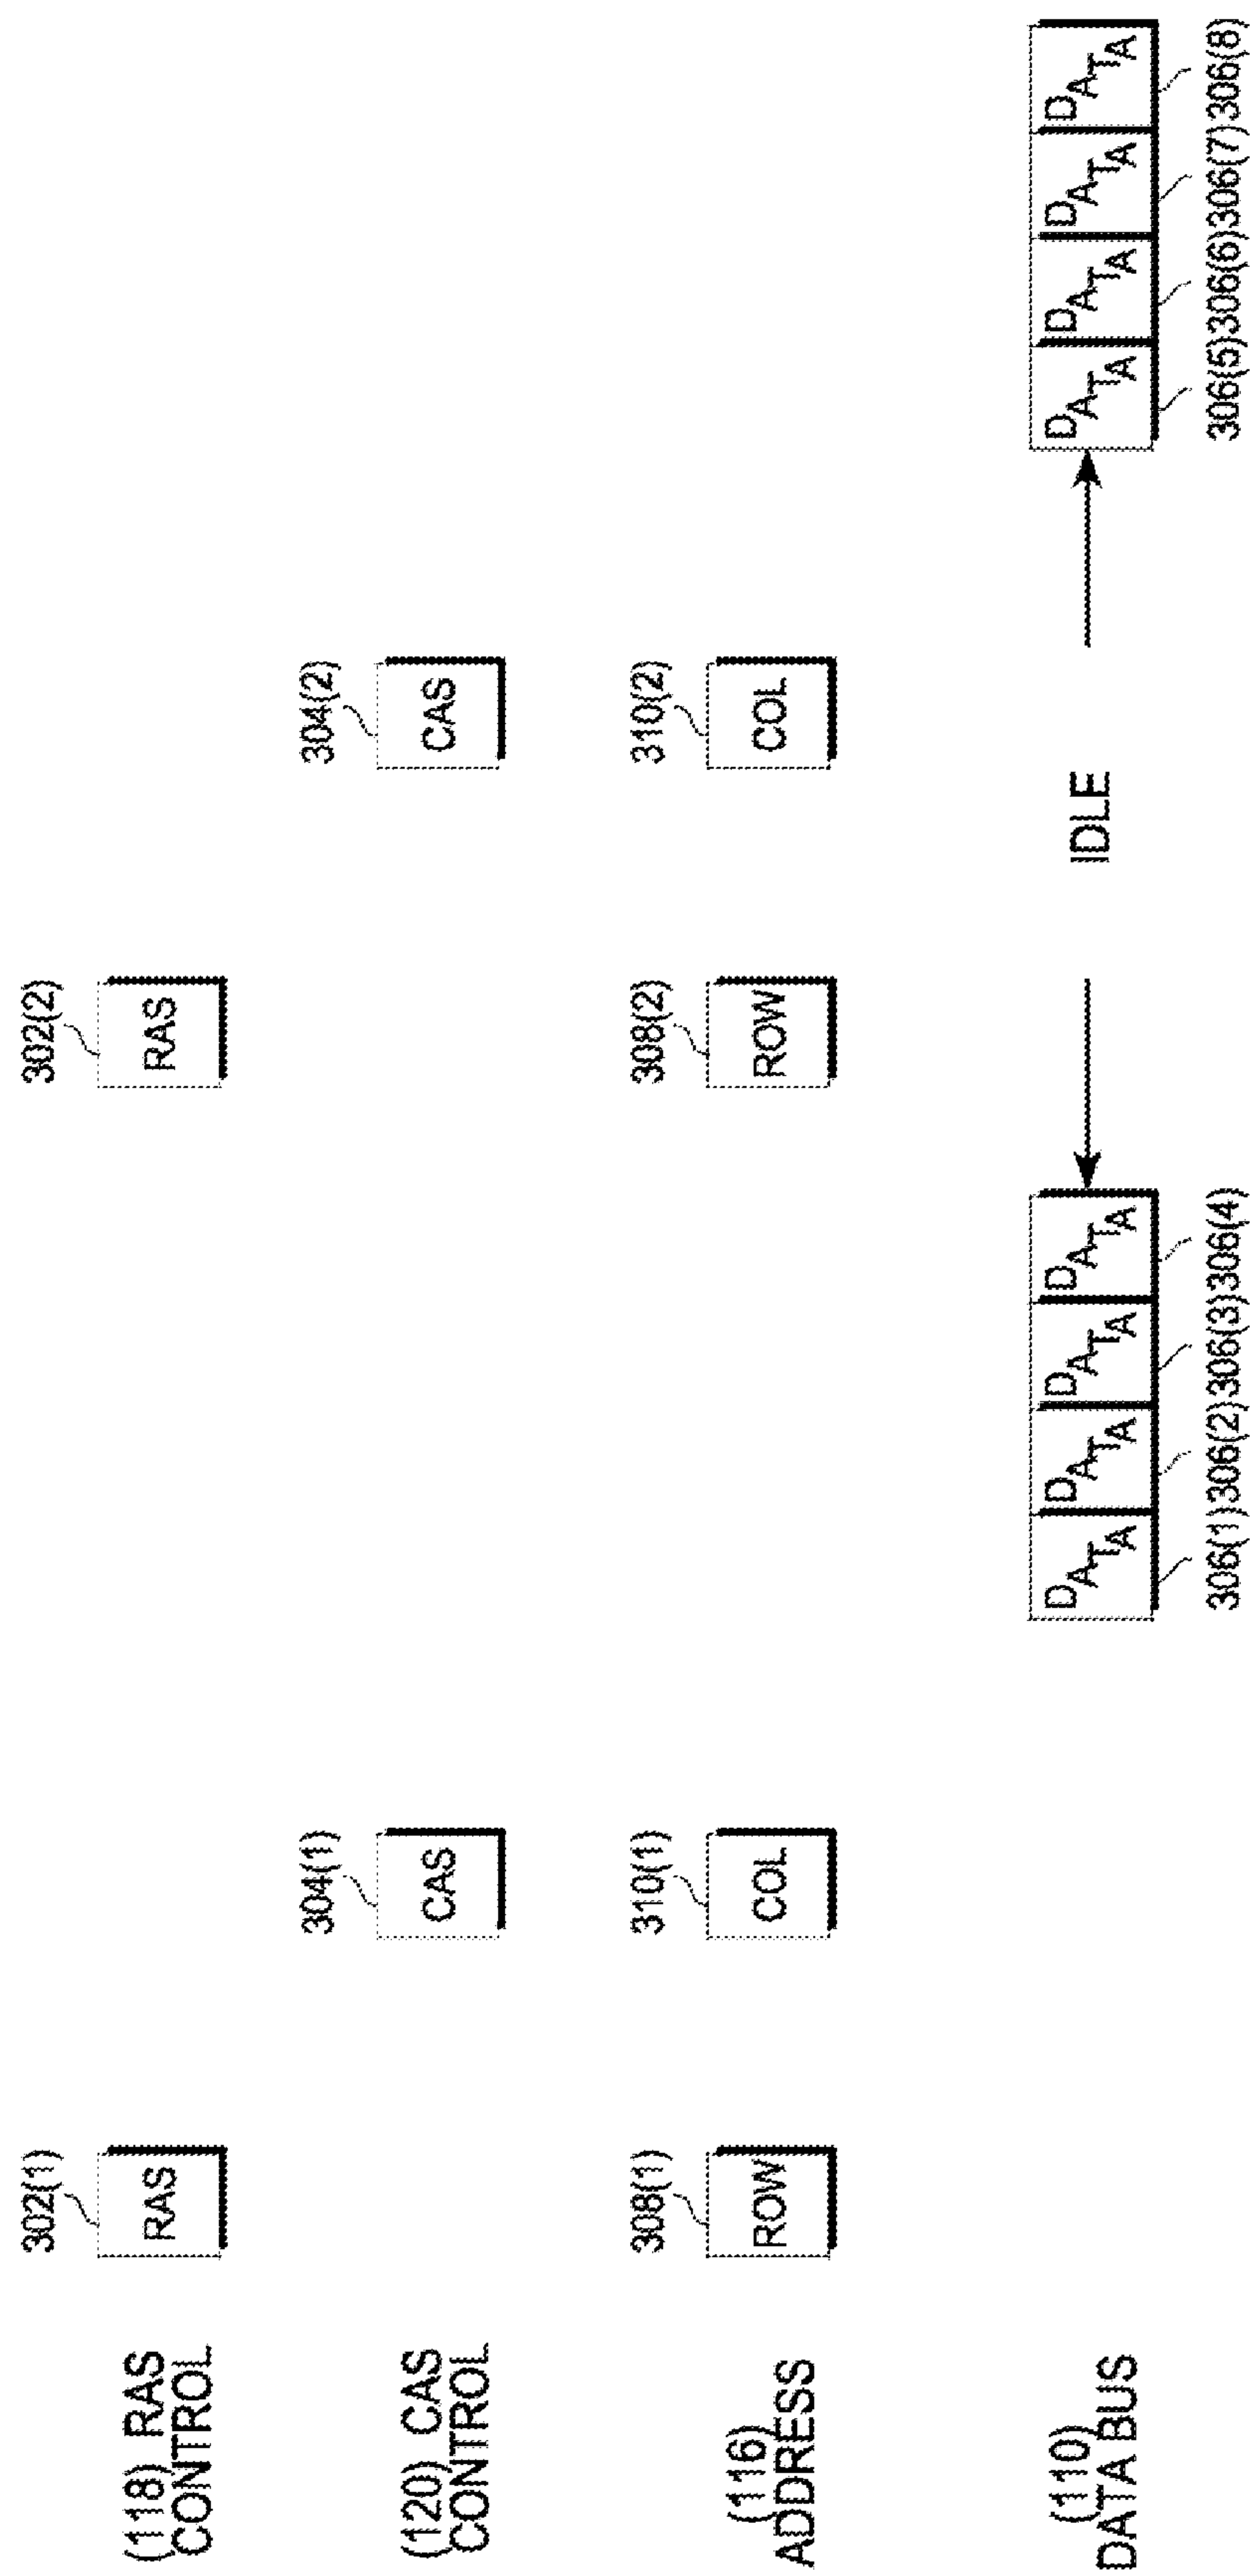 302(1)
302(2)
(118) RAS
CONTROL
RAS
RAS
304(1)
304(2)
(120) CAS
CONTROL
CAS
CAS
308(1)
310(1)
308(2)
310(2)
(116)
ADDRESS
ROW
COL
ROW
COL
(110)
DATA BUS
DATA
DATA
DATA
DATA
IDLE
DATA
DATA
DATA
DATA
306(1)
306(2)
306(3)
306(4)
306(5)
306(6)
306(7)
306(8)